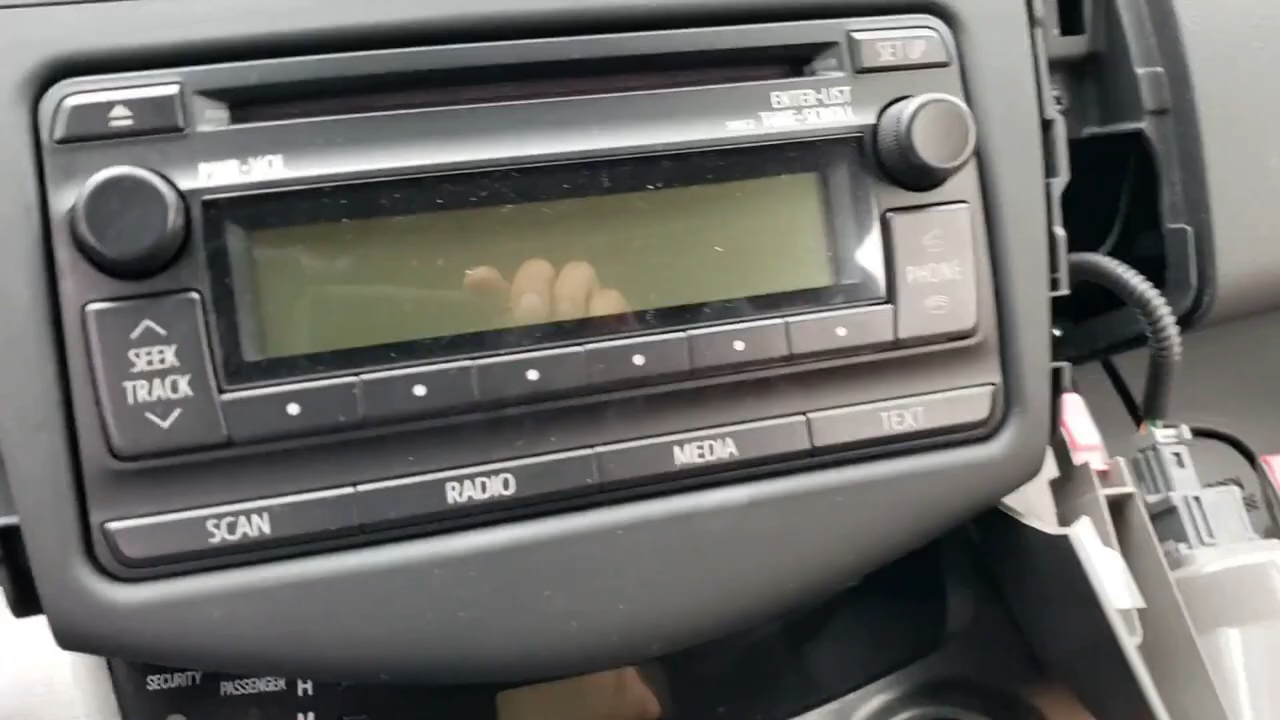 SET UP
ENTER-LIST
TUNE-SCROLL
PWR-VOL
PHONE
SEEK
TRACK
TEXT
MEDIA
RADIO
SCAN
SECURITY
PASSENGER
H